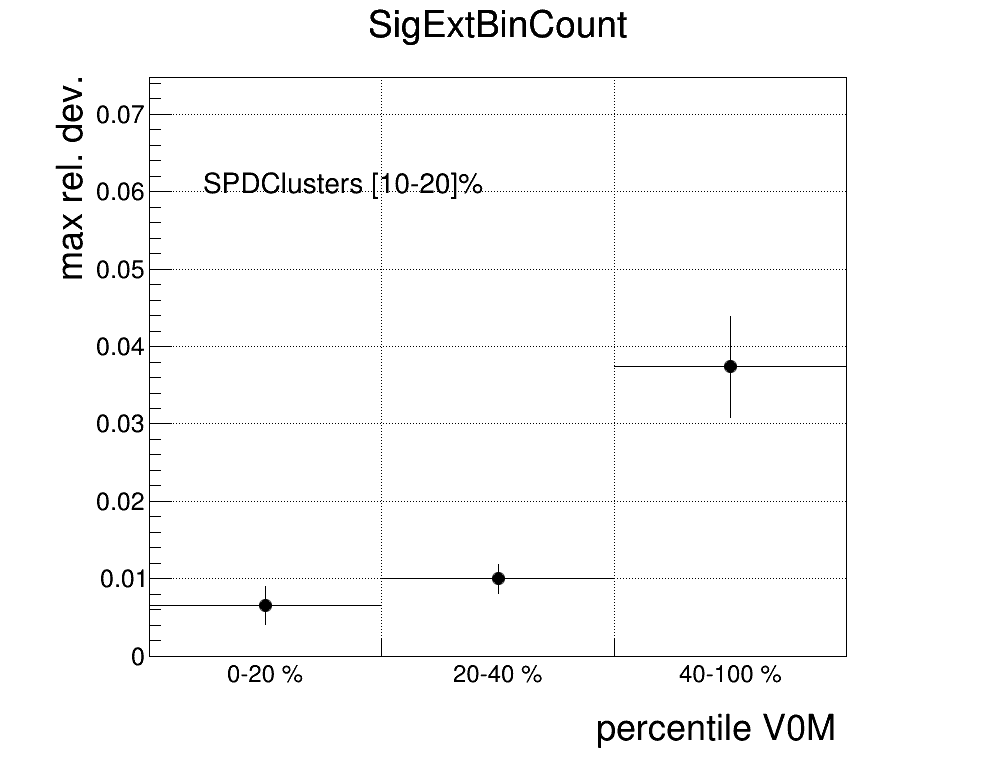 SigExtBinCount
max rel. dev.
0.07
0.06
0.05
0.04
0.03
0.02
0.01
0
SPDClusters [10-20]%
0-20 %
20-40 %
40-100 %
percentile V0M